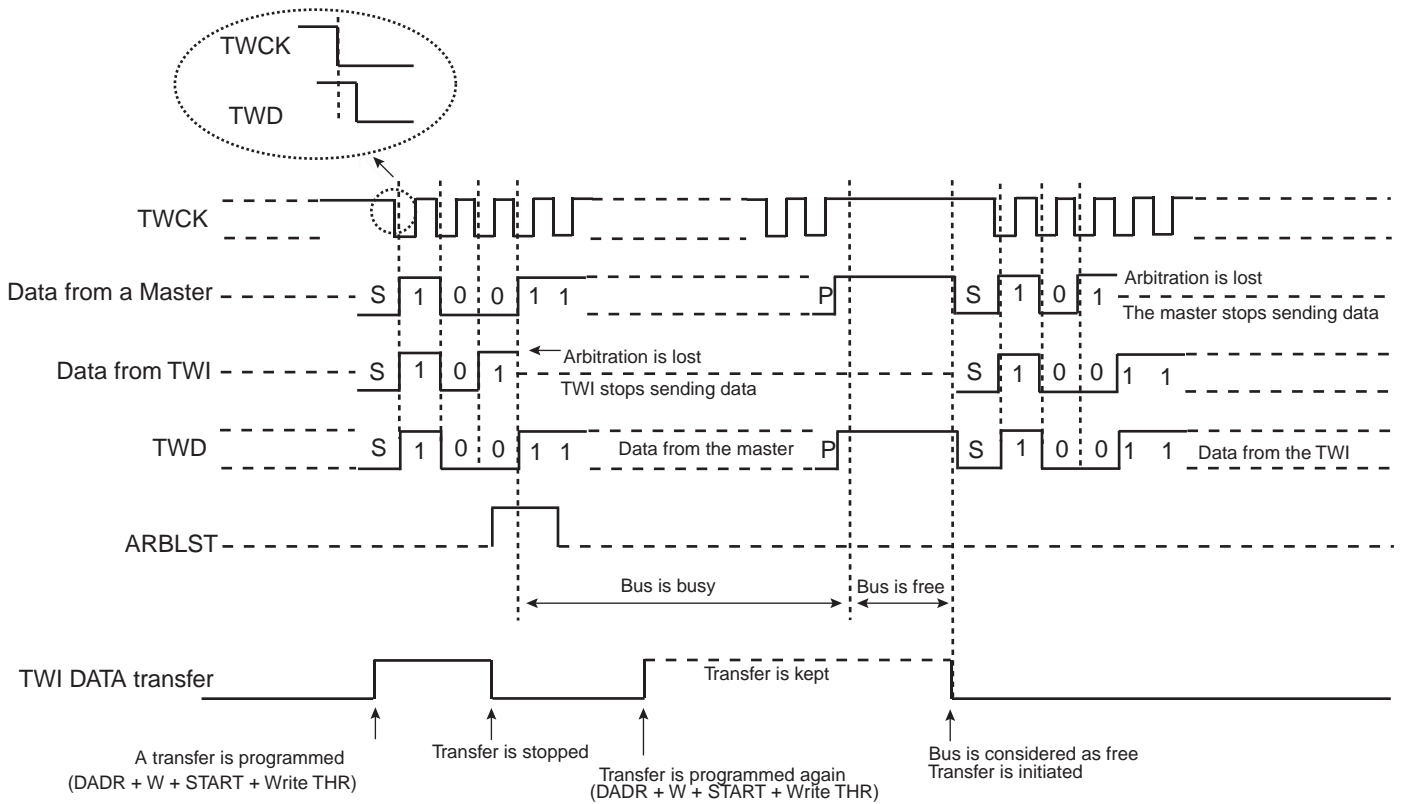 TWCK
TWD
TWCK
Data from a Master S 1 0 0 1 1 P S 1 0 1 Arbitration is lost
The master stops sending data
Data from TWI S 1 0 1 Arbitration is lost S 1 0 0 1 1
TWI stops sending data
TWD S 1 0 0 1 1 Data from the master P S 1 0 0 1 1 Data from the TWI
ARBLST
Bus is busy Bus is free
TWI DATA transfer Transfer is kept
A transfer is programmed
(DADR + W + START + Write THR)
Transfer is stopped
Transfer is programmed again
(DADR + W + START + Write THR)
Bus is considered as free
Transfer is initiated